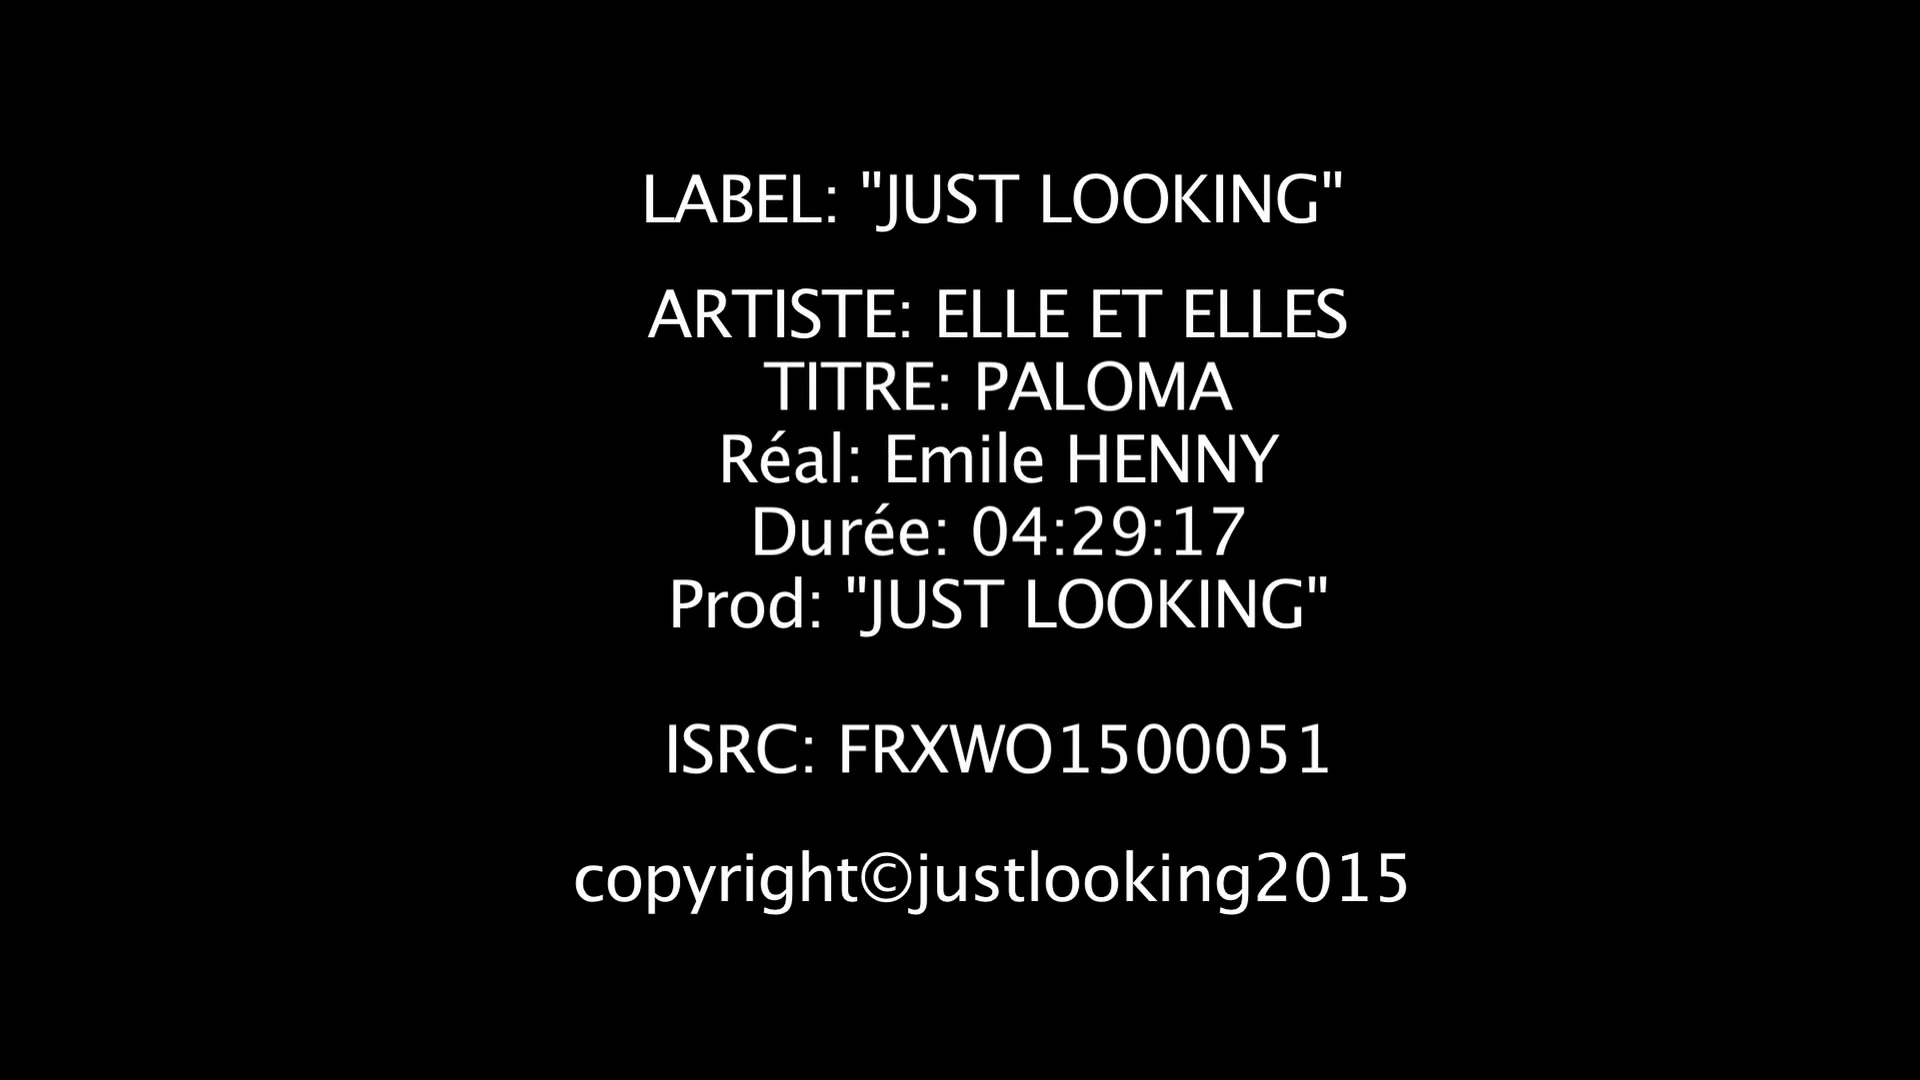 LABEL: "JUST LOOKING"
ARTISTE: ELLE ET ELLES
TITRE: PALOMA
Réal: Emile HENNY
Durée: 04:29:17
Prod: "JUST LOOKING"
ISRC: FRXWO1500051
copyright©justlooking2015